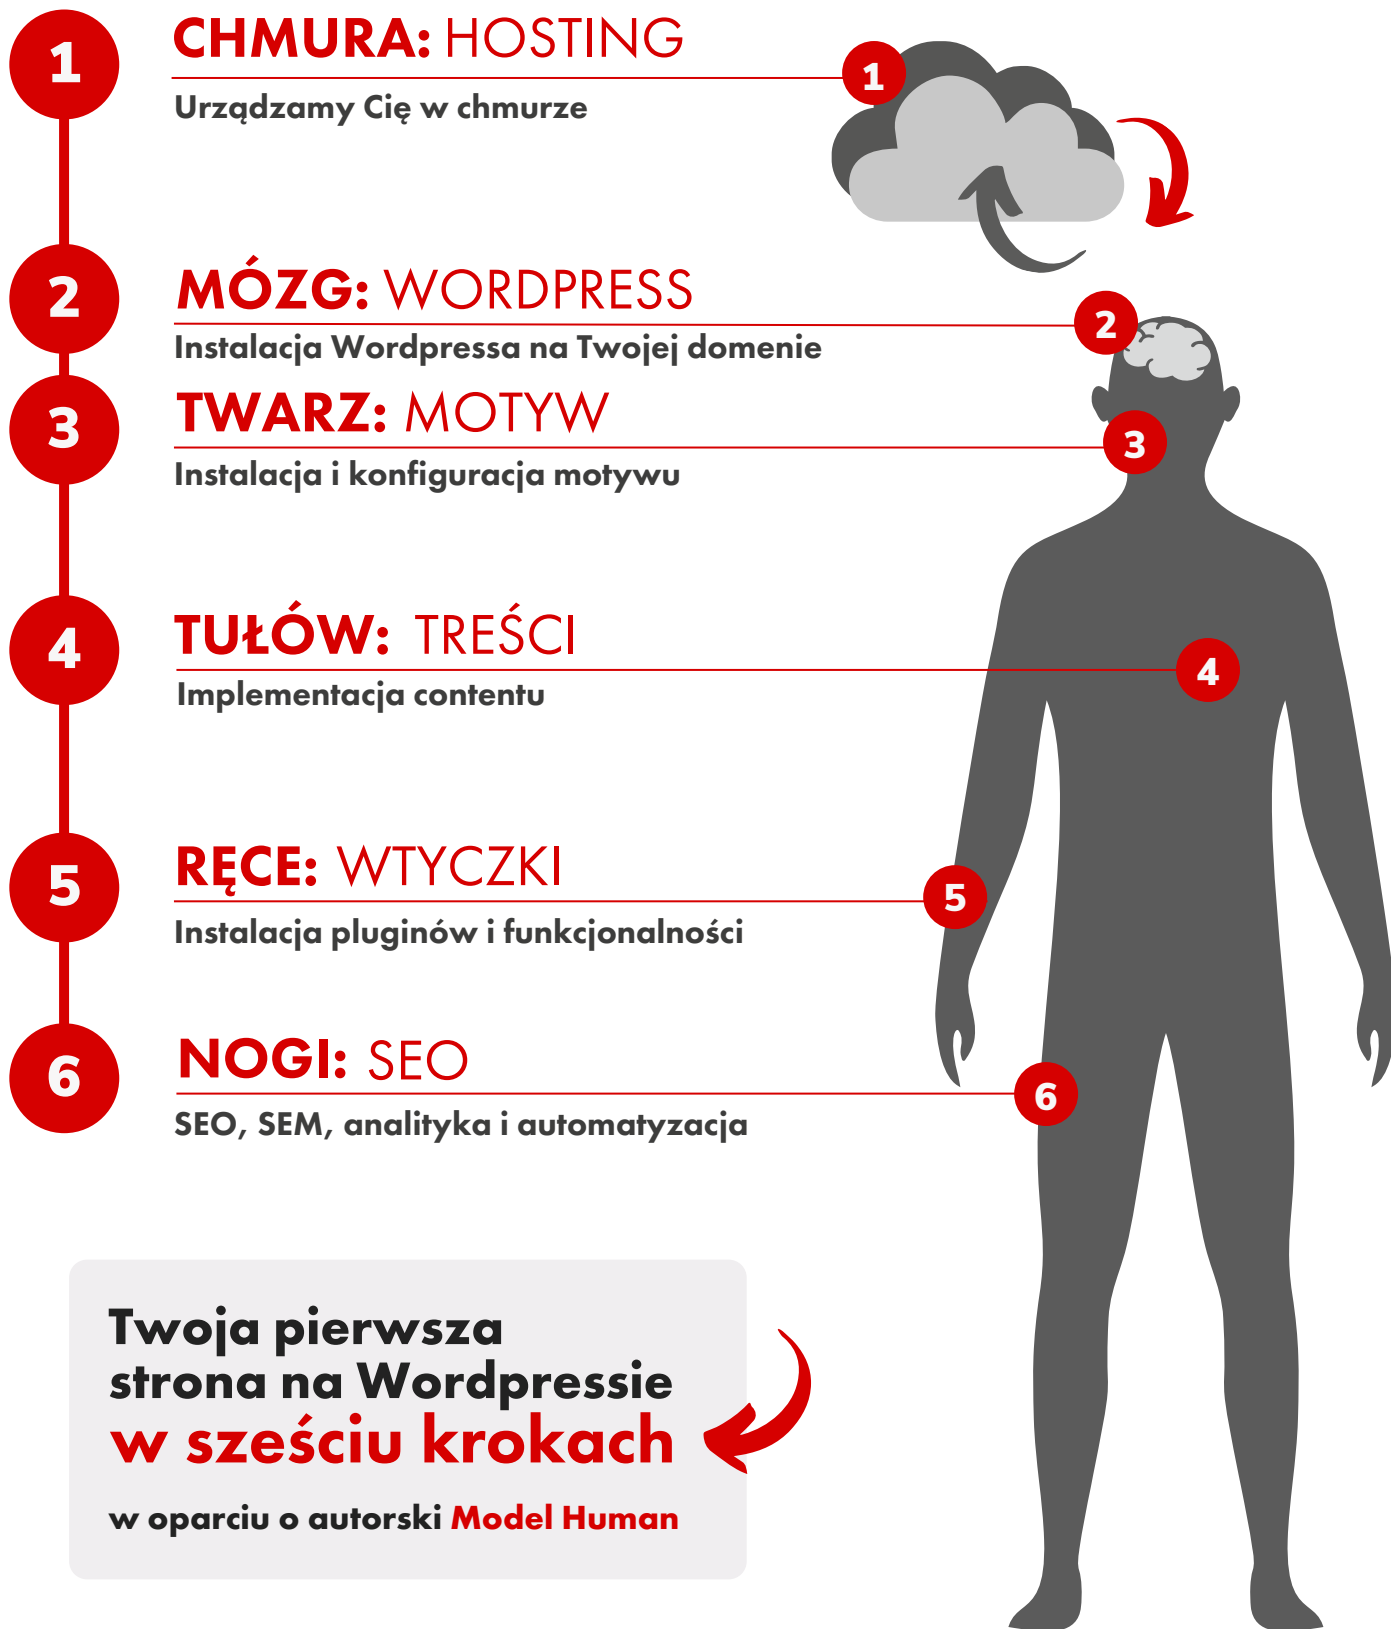 1
CHMURA: HOSTING
1
Urządzamy Cię w chmurze
2
MÓZG: WORDPRESS
2
Instalacja Wordpressa na Twojej domenie
3
TWARZ: MOTYW
3
Instalacja i konfiguracja motywu
4
TUŁÓW: TREŚCI
4
Implementacja contentu
5
RĘCE: WTYCZKI
5
Instalacja pluginów i funkcjonalności
6
NOGI: SEO
6
SEO, SEM, analityka i automatyzacja
Twoja pierwsza
strona na Wordpressie
w sześciu krokach
w oparciu o autorski Model Human